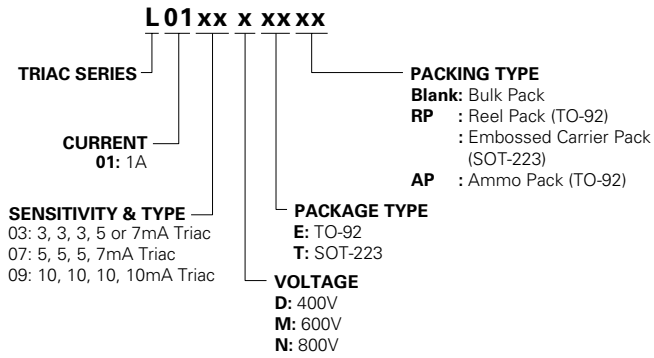 L 01 xx x xx xx
TRIAC SERIES
CURRENT
01: 1A
SENSITIVITY & TYPE
03: 3, 3, 3, 5 or 7mA Triac
07: 5, 5, 5, 7mA Triac
09: 10, 10, 10, 10mA Triac
PACKING TYPE
Blank: Bulk Pack
RP : Reel Pack (TO-92)
: Embossed Carrier Pack
(SOT-223)
AP : Ammo Pack (TO-92)
PACKAGE TYPE
E: TO-92
T: SOT-223
VOLTAGE
D: 400V
M: 600V
N: 800V